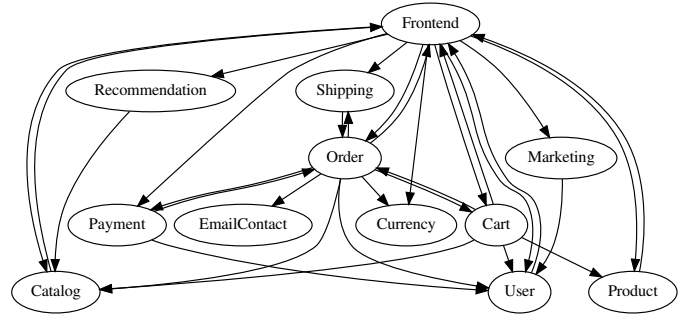 Frontend
Recommendation
Shipping
Order
Marketing
Payment
EmailContact
Currency
Cart
Catalog
User
Product